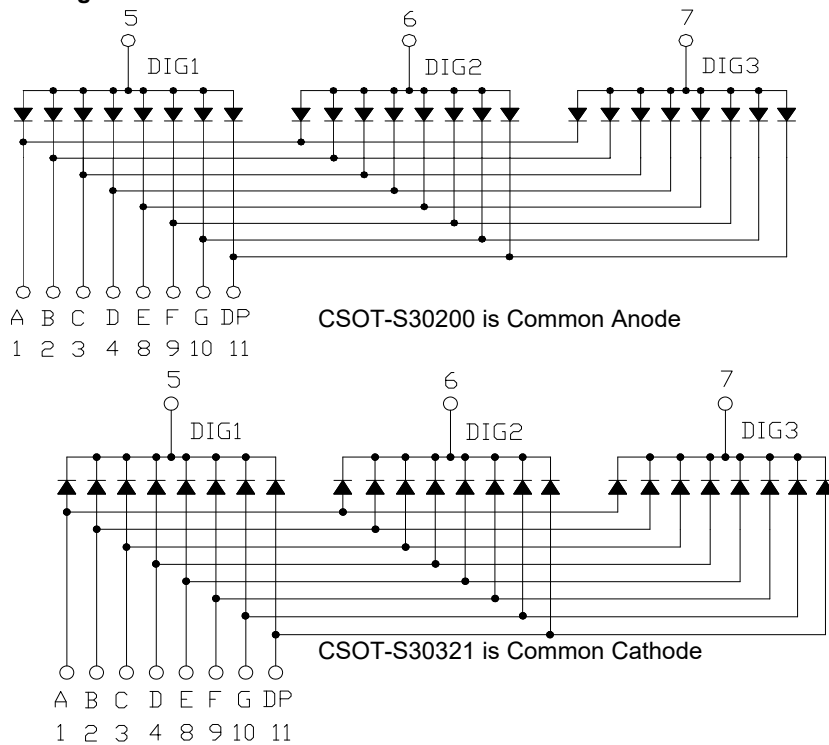 5 6 7
DIG1 DIG2 DIG3
A B C D E F G DP
1 2 3 4 8 9 10 11
CSOT-S30200 is Common Anode
5 6 7
DIG1 DIG2 DIG3
CSOT-S30321 is Common Cathode
A B C D E F G DP
1 2 3 4 8 9 10 11